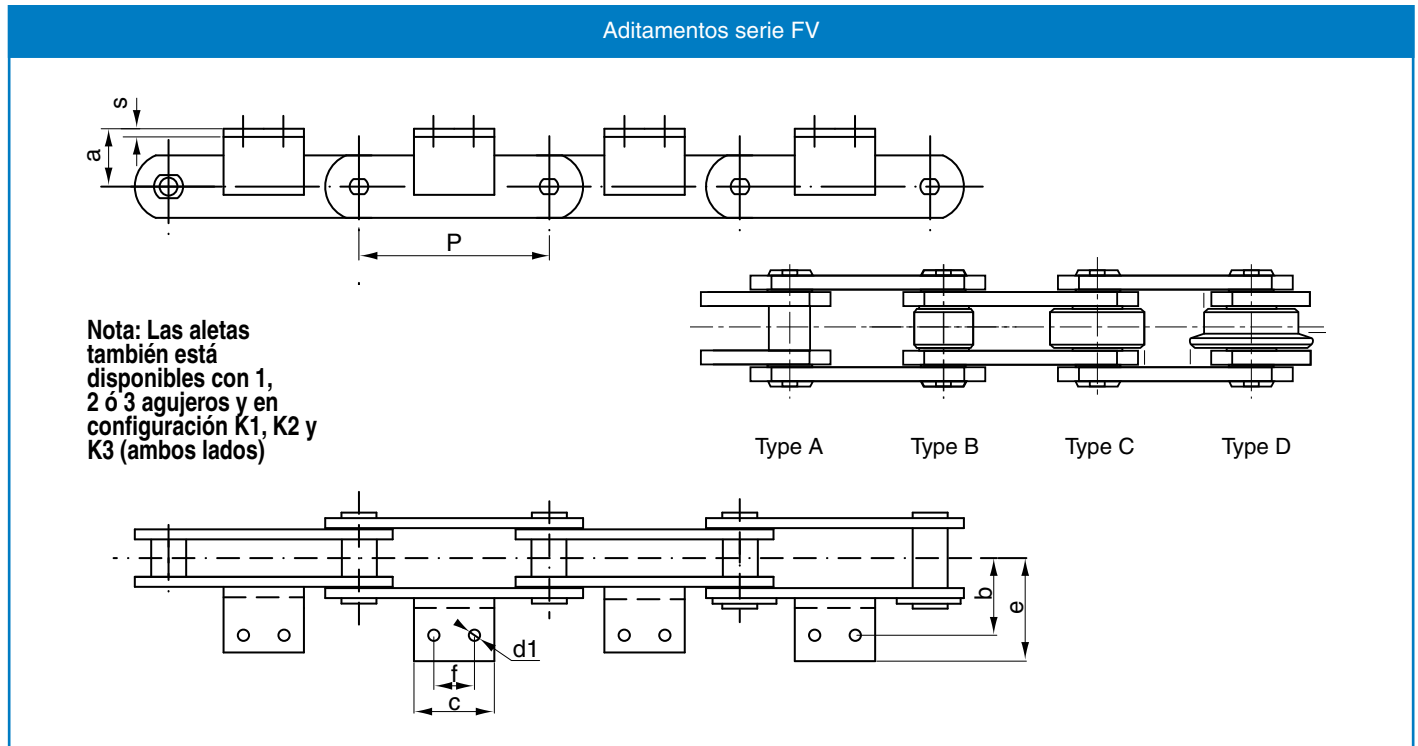 Aditamentos serie FV
s
a
P
Nota: Las aletas
también está
disponibles con 1,
2 ó 3 agujeros y en
configuración K1, K2 y
K3 (ambos lados)
Type A
Type B
Type C
Type D
b
e
d1
f
c